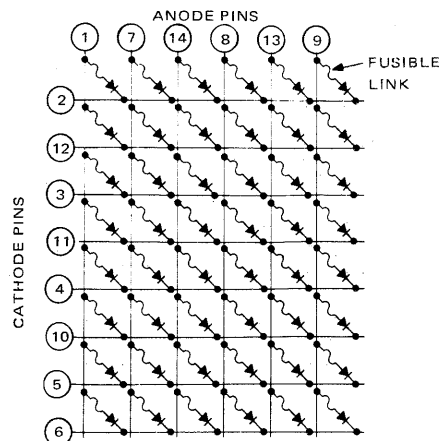 ANODE PINS
1 7 14 8 13 9
FUSIBLE
LINK
CATHODE PINS
2
12
3
11
4
10
5
6